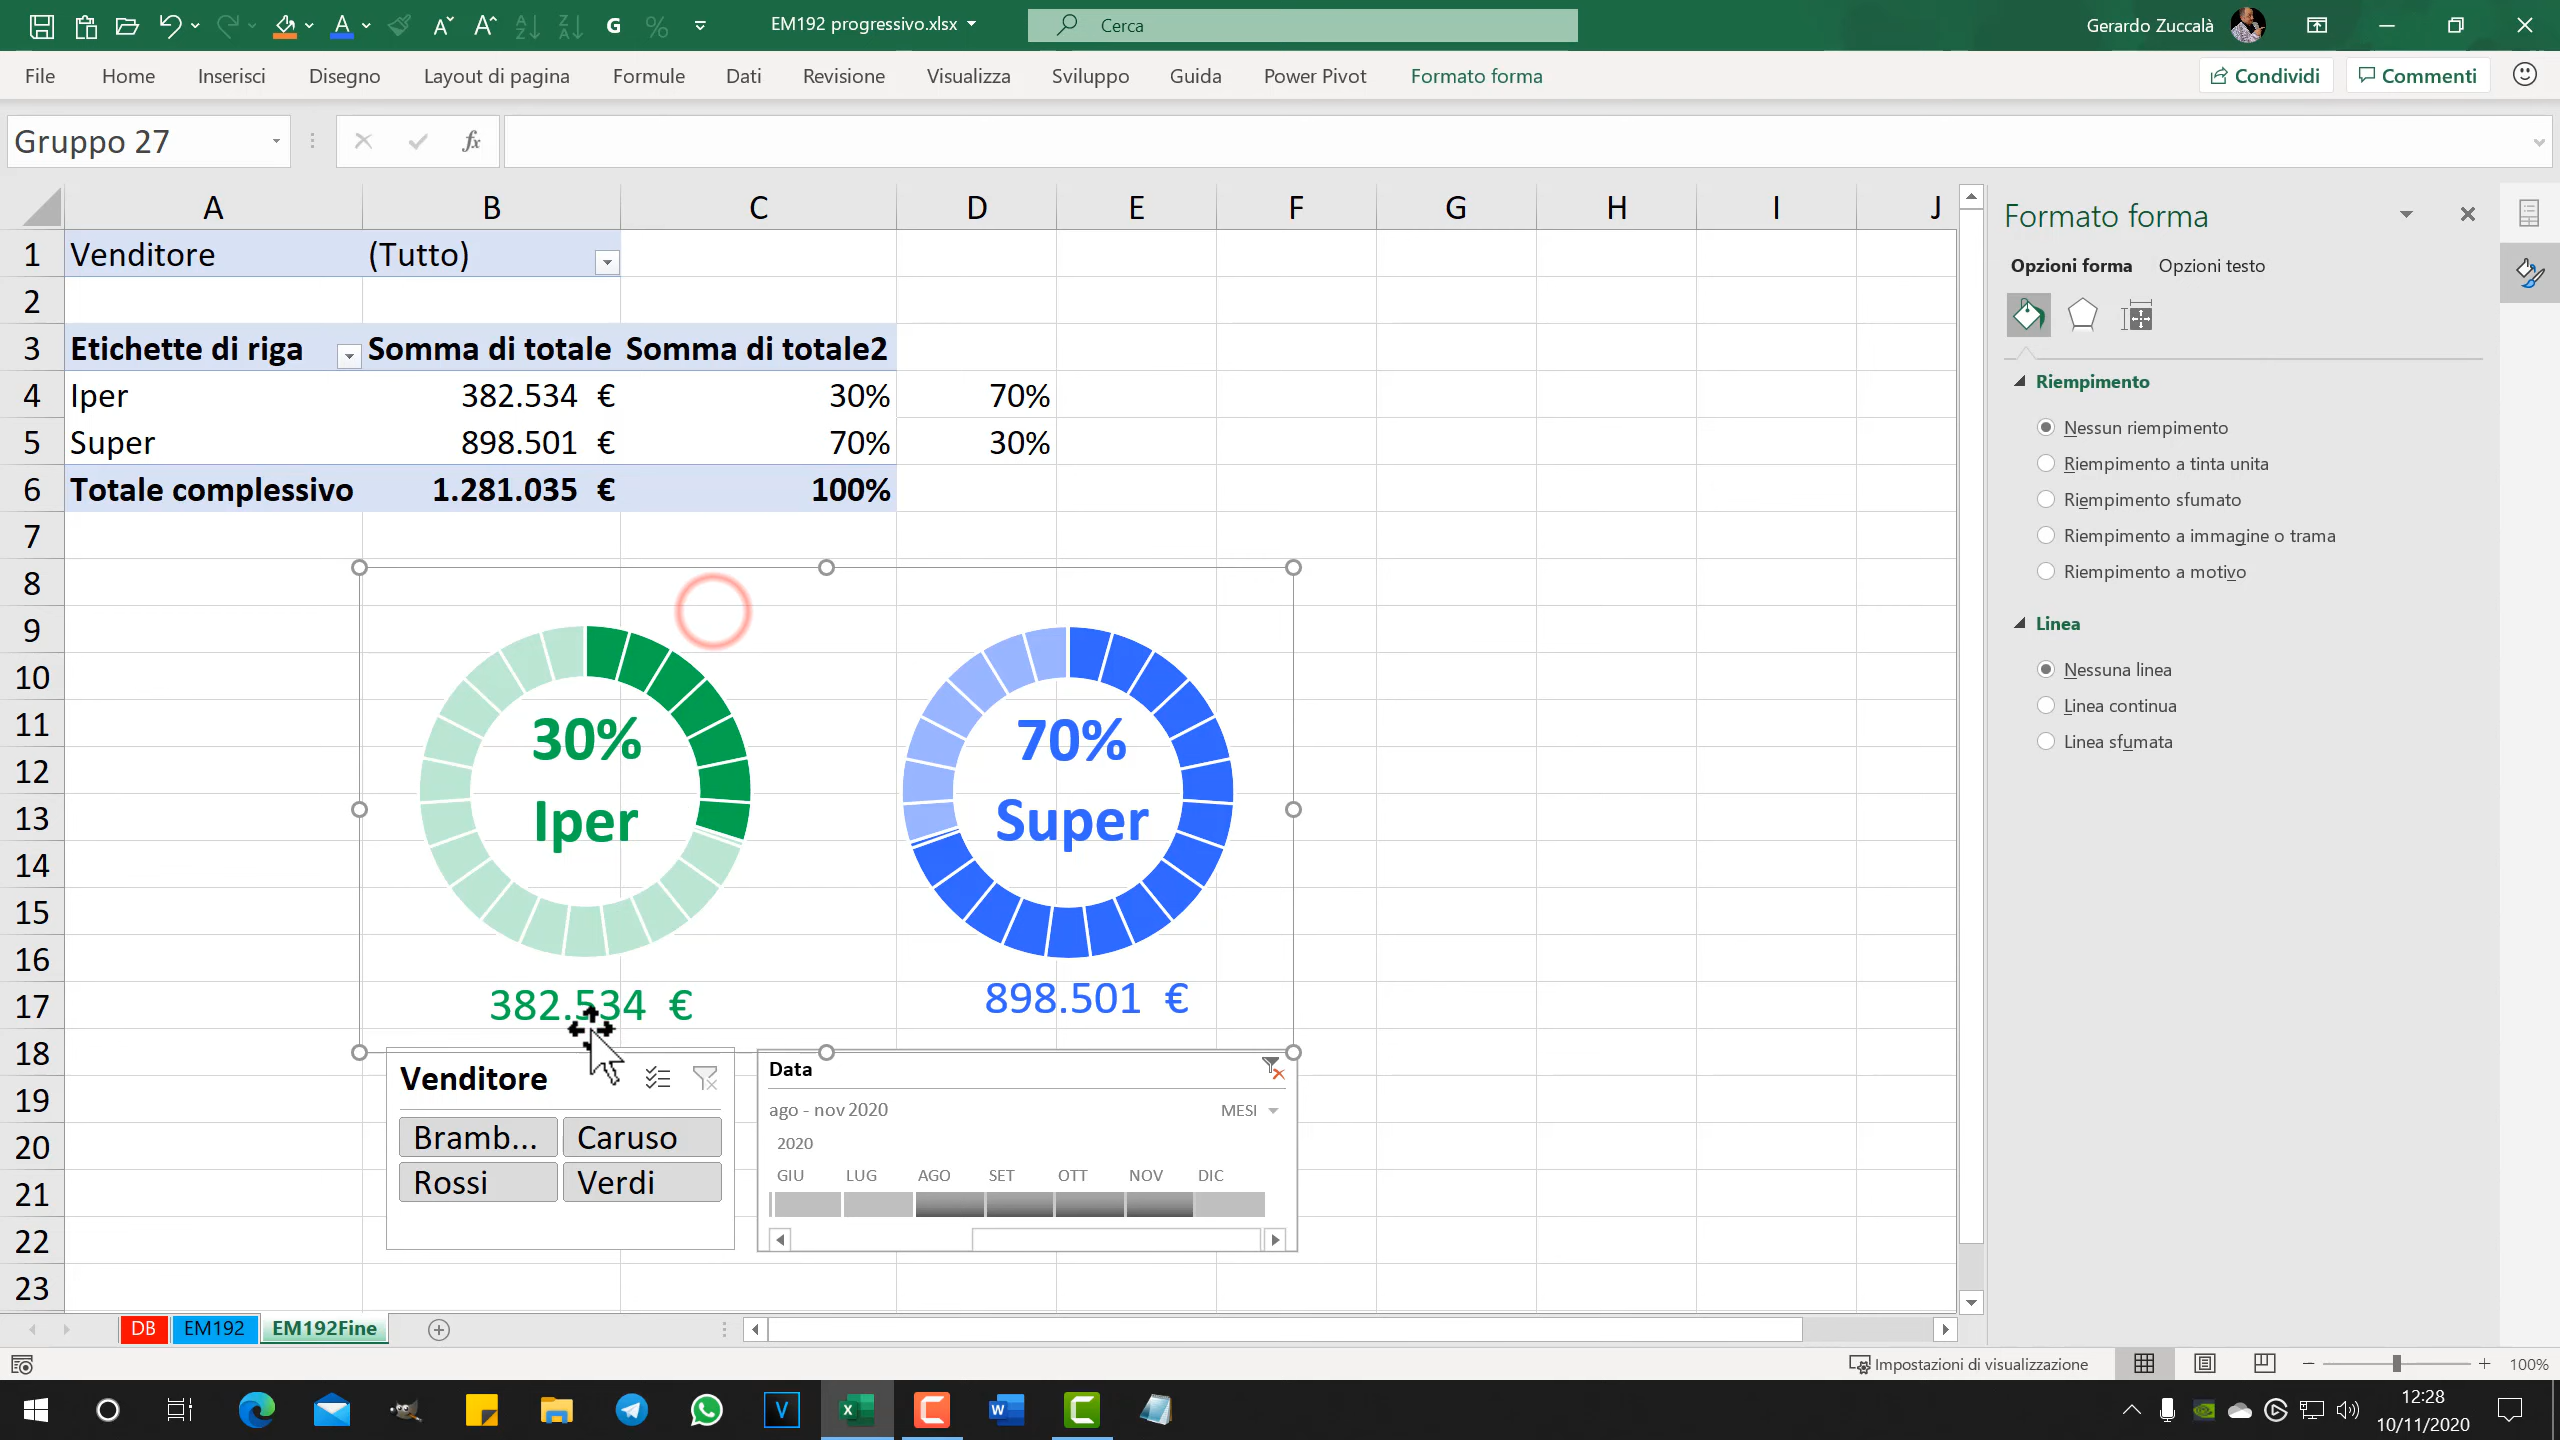 G
EM192 progressivo.xlsx
Cerca
Gerardo Zuccalà
File Home Inserisci Disegno Layout di pagina Formule Dati Revisione Visualizza Sviluppo Guida Power Pivot Formato forma
Condividi Commenti
Gruppo 27
fx
A B C D E F G H I J
1 Venditore (Tutto)
2
3 Etichette di riga Somma di totale Somma di totale2
4 Iper 382.534 € 30% 70%
5 Super 898.501 € 70% 30%
6 Totale complessivo 1.281.035 € 100%
7
8
9
10
11
12
13
14
15
16
17
18
19
20
21
22
23
30%
Iper
382.534 €
70%
Super
898.501 €
Venditore
Bramb... Caruso
Rossi Verdi
Data
ago - nov 2020 MESI
2020
GIU LUG AGO SET OTT NOV DIC
Formato forma
Opzioni forma Opzioni testo
Riempimento
Nessun riempimento
Riempimento a tinta unita
Riempimento sfumato
Riempimento a immagine o trama
Riempimento a motivo
Linea
Nessuna linea
Linea continua
Linea sfumata
DB EM192 EM192Fine
Impostazioni di visualizzazione
100%
12:28
10/11/2020